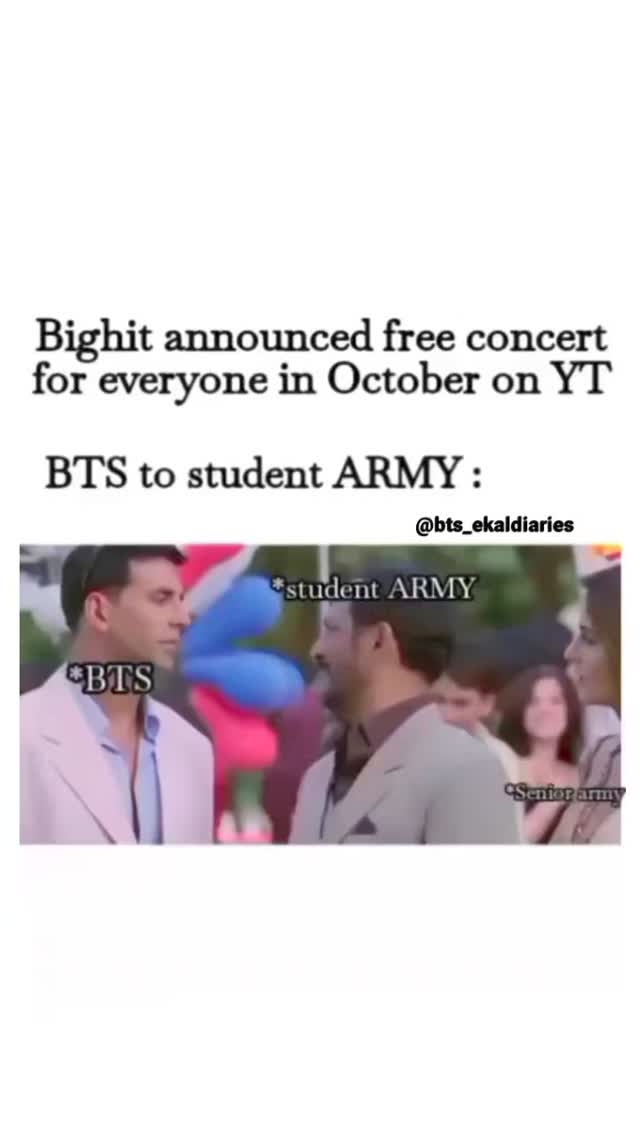 Bighit announced free concert
for everyone in October on YT
BTS to student ARMY :
@bts_ekaldiaries
*student ARMY
*BTS
*Senior army